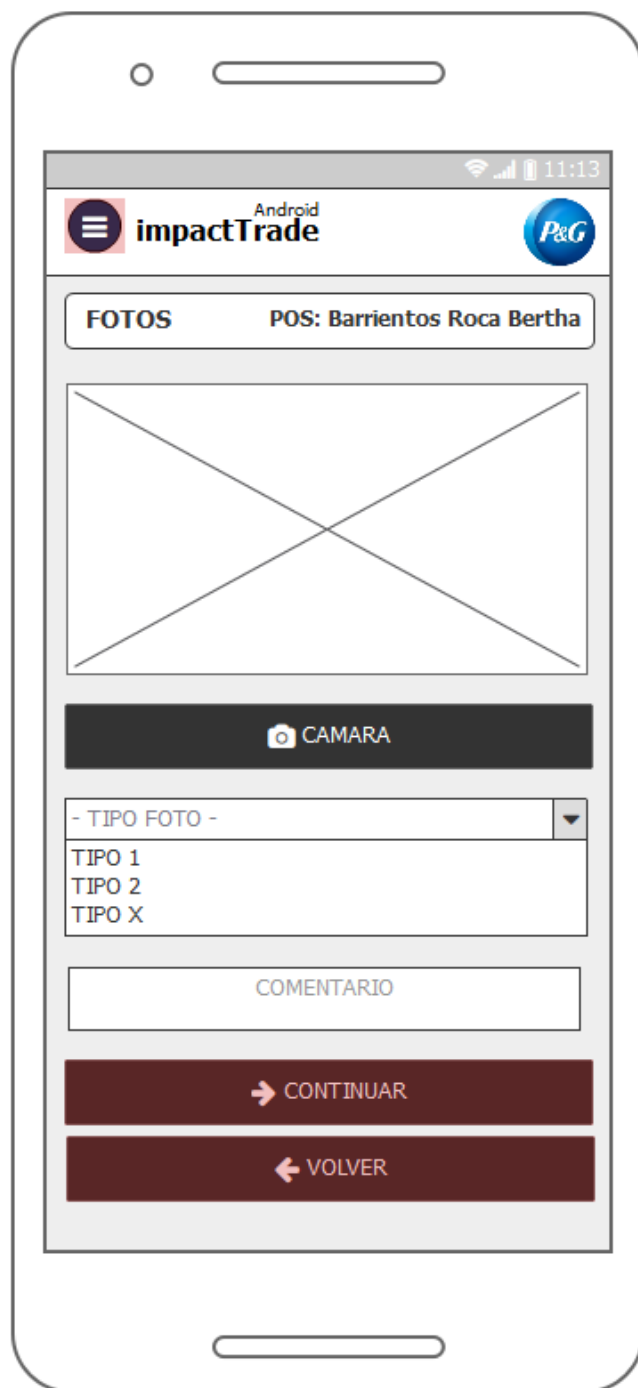 11:13
Android
impactTrade
P&G
FOTOS POS: Barrientos Roca Bertha
CAMARA
- TIPO FOTO -
TIPO 1
TIPO 2
TIPO X
COMENTARIO
CONTINUAR
VOLVER